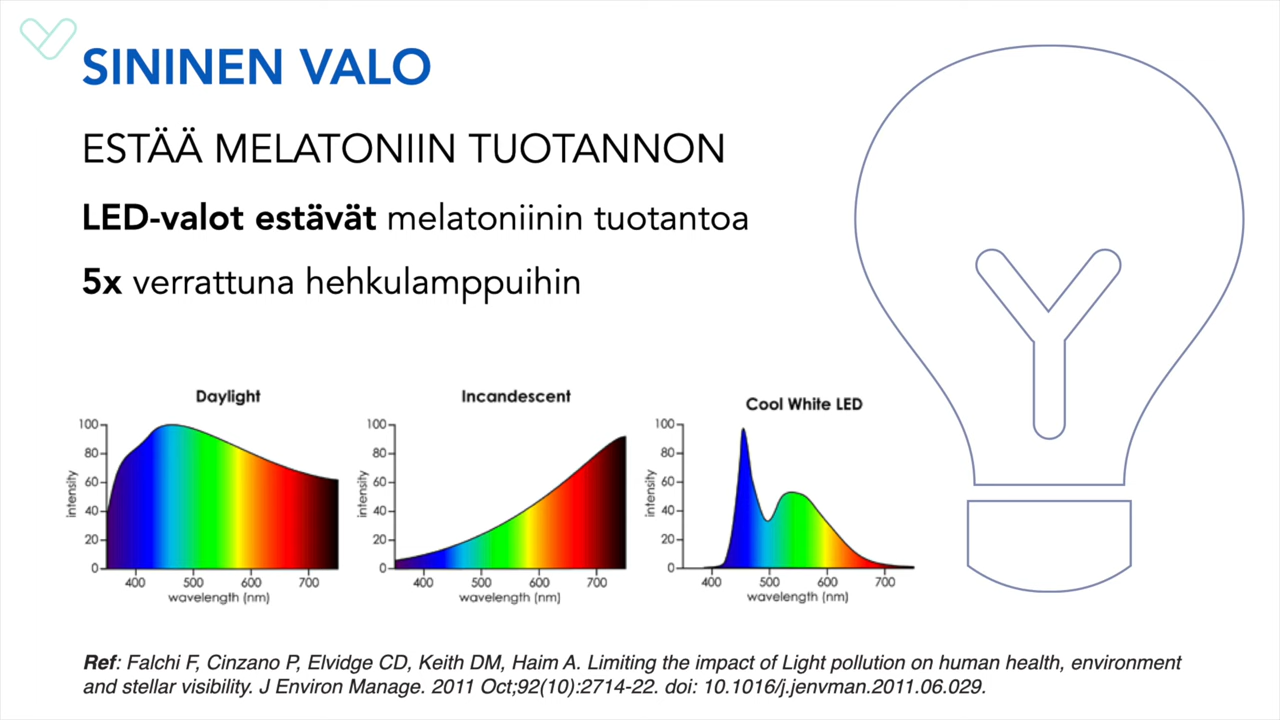 SININEN VALO
ESTÄÄ MELATONIIN TUOTANNON
LED-valot estävät melatoniinin tuotantoa
5x verrattuna hehkulamppuihin
Daylight
100
80
60
40
20
0
intensity
400 500 600 700
wavelength (nm)
Incandescent
100
80
60
40
20
0
intensity
400 500 600 700
wavelength (nm)
Cool White LED
100
80
60
40
20
0
intensity
400 500 600 700
wavelength (nm)
Ref: Falchi F, Cinzano P, Elvidge CD, Keith DM, Haim A. Limiting the impact of Light pollution on human health, environment
and stellar visibility. J Environ Manage. 2011 Oct;92(10):2714-22. doi: 10.1016/j.jenvman.2011.06.029.